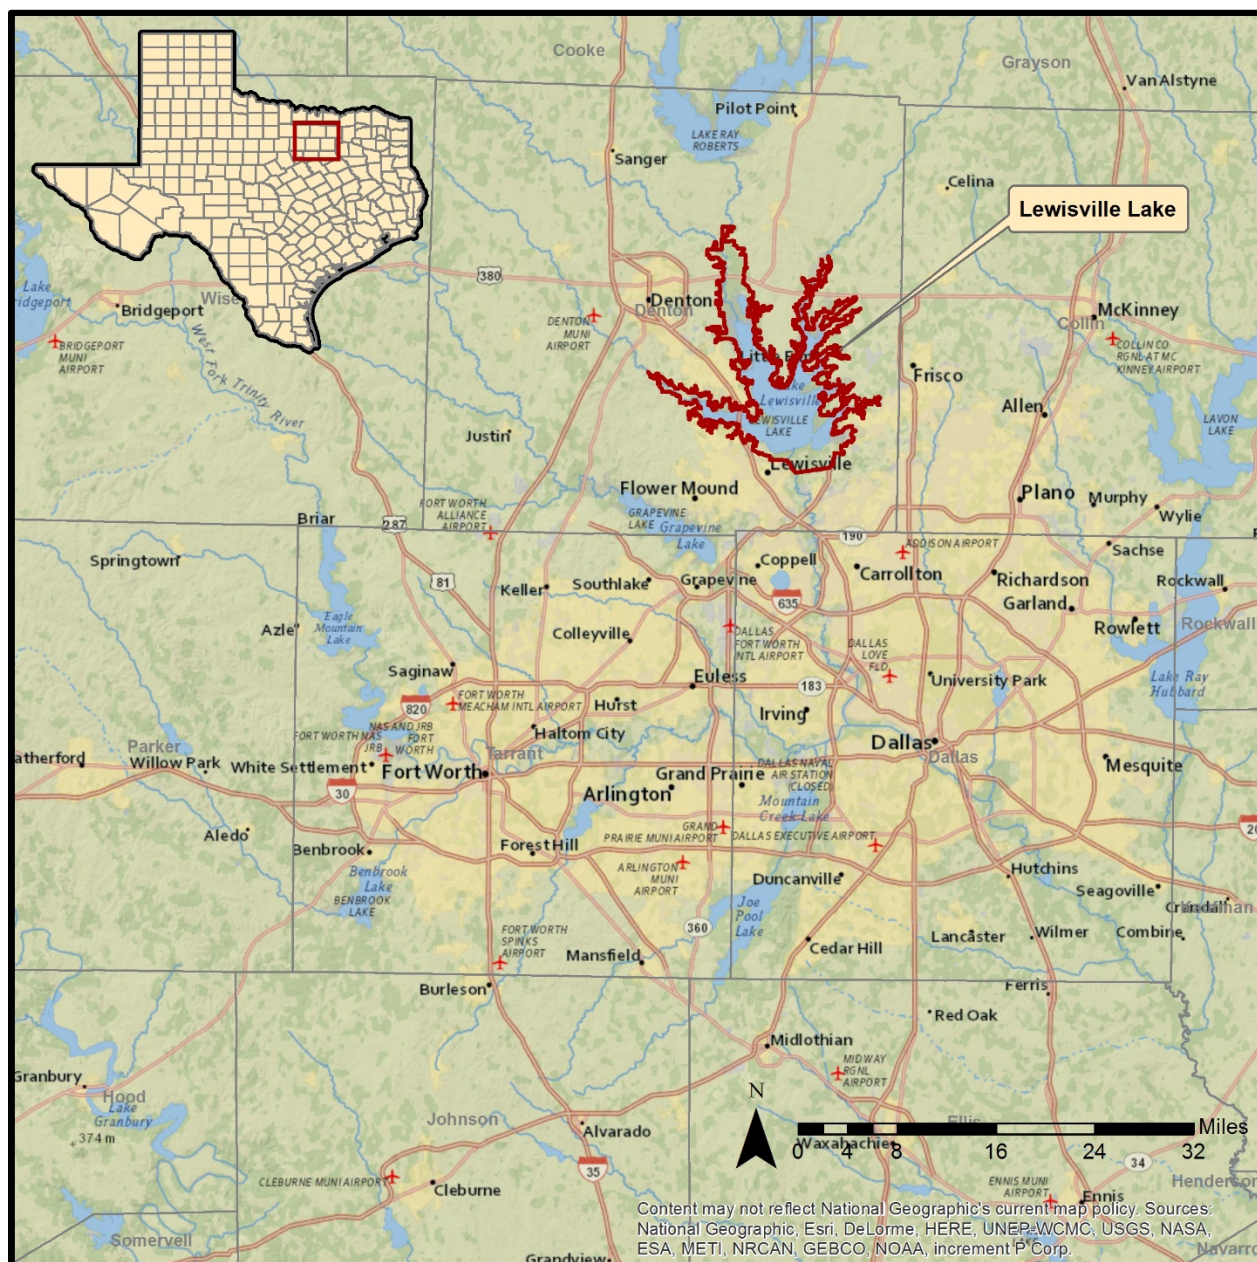 Cooke
Grayson
Van Alstyne
Pilot Point
LAKE RAY
ROBERTS
Sanger
Celina
Lewisville Lake
380
Lake
Bridgeport
Wise
Denton
Denton
McKinney
Collin
DENTON
MUNI
AIRPORT
BRIDGEPORT
MUNI
AIRPORT
COLLIN CO
RGNL AT MC
KINNEY AIRPORT
West Fork Trinity River
Frisco
Lake
Lewisville
LEWISVILLE
LAKE
Allen
LAVON
LAKE
Justin
Lewisville
Flower Mound
Plano
Murphy
Wylie
FORT WORTH
ALLIANCE
AIRPORT
GRAPEVINE
LAKE
Grapevine
Lake
Briar
287
190
ADDISON AIRPORT
Sachse
Springtown
81
Coppell
Carrollton
Richardson
Rockwall
Keller
Southlake
Grapevine
635
Garland
Eagle
Mountain
Lake
Azle
Colleyville
DALLAS
FORT WORTH
INTL AIRPORT
DALLAS
LOVE
FLD
Rowlett
Rockwall
Saginaw
Euless
183
University Park
Lake Ray
Hubbard
820
FORT WORTH
MEACHAM INTL AIRPORT
Hurst
Irving
NAS AND JRB
FORT
WORTH
FORT WORTH NAS
JRB
Haltom City
Dallas
Dallas
Parker
Tarrant
atherford
Willow Park
White Settlement
Fort Worth
Grand Prairie
DALLAS NAVAL
AIR STATION
(CLOSED)
Mesquite
30
Arlington
Mountain
Creek Lake
20
Aledo
GRAND
PRAIRIE MUNI AIRPORT
DALLAS EXECUTIVE AIRPORT
Benbrook
Forest Hill
ARLINGTON
MUNI
AIRPORT
Benbrook
Lake
BENBROOK
LAKE
Duncanville
Hutchins
Seagoville
Joe
Pool
Lake
Crandall
360
FORT WORTH
SPINKS
AIRPORT
Mansfield
Cedar Hill
Lancaster
Wilmer
Combine
Burleson
Ferris
Red Oak
Midlothian
MIDWAY
RGNL
AIRPORT
Granbury
Hood
Lake
Granbury
374 m
Johnson
Alvarado
N
Ellis
Miles
Waxahachie
0 4 8 16 24 32
34
35
CLEBURNE MUNI AIRPORT
Cleburne
ENNIS MUNI
AIRPORT
Ennis
Henderson
Somervell
Navarro
Grandview
Content may not reflect National Geographic's current map policy. Sources:
National Geographic, Esri, DeLorme, HERE, UNEP-WCMC, USGS, NASA,
ESA, METI, NRCAN, GEBCO, NOAA, increment P Corp.